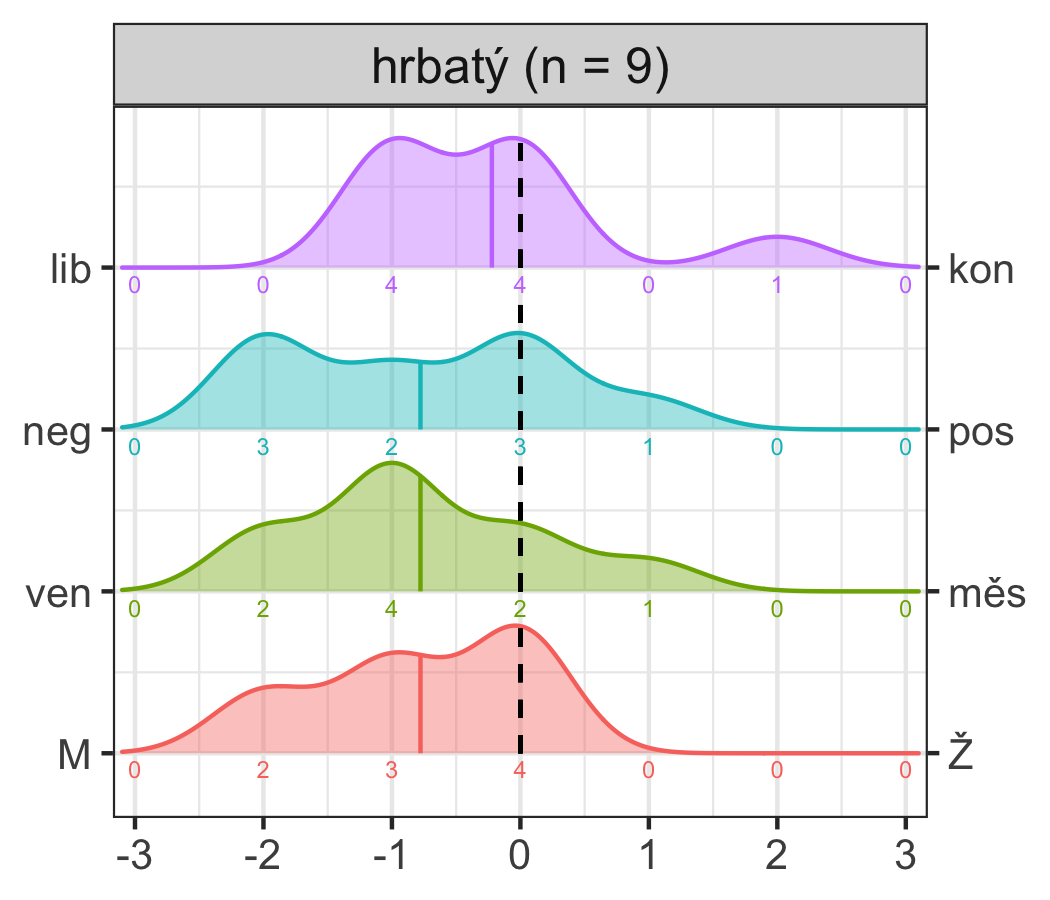 hrbatý (n = 9)
lib kon
0 0 4 4 0 1 0
neg pos
0 3 2 3 1 0 0
ven měs
0 2 4 2 1 0 0
M Ž
0 2 3 4 0 0 0
-3 -2 -1 0 1 2 3